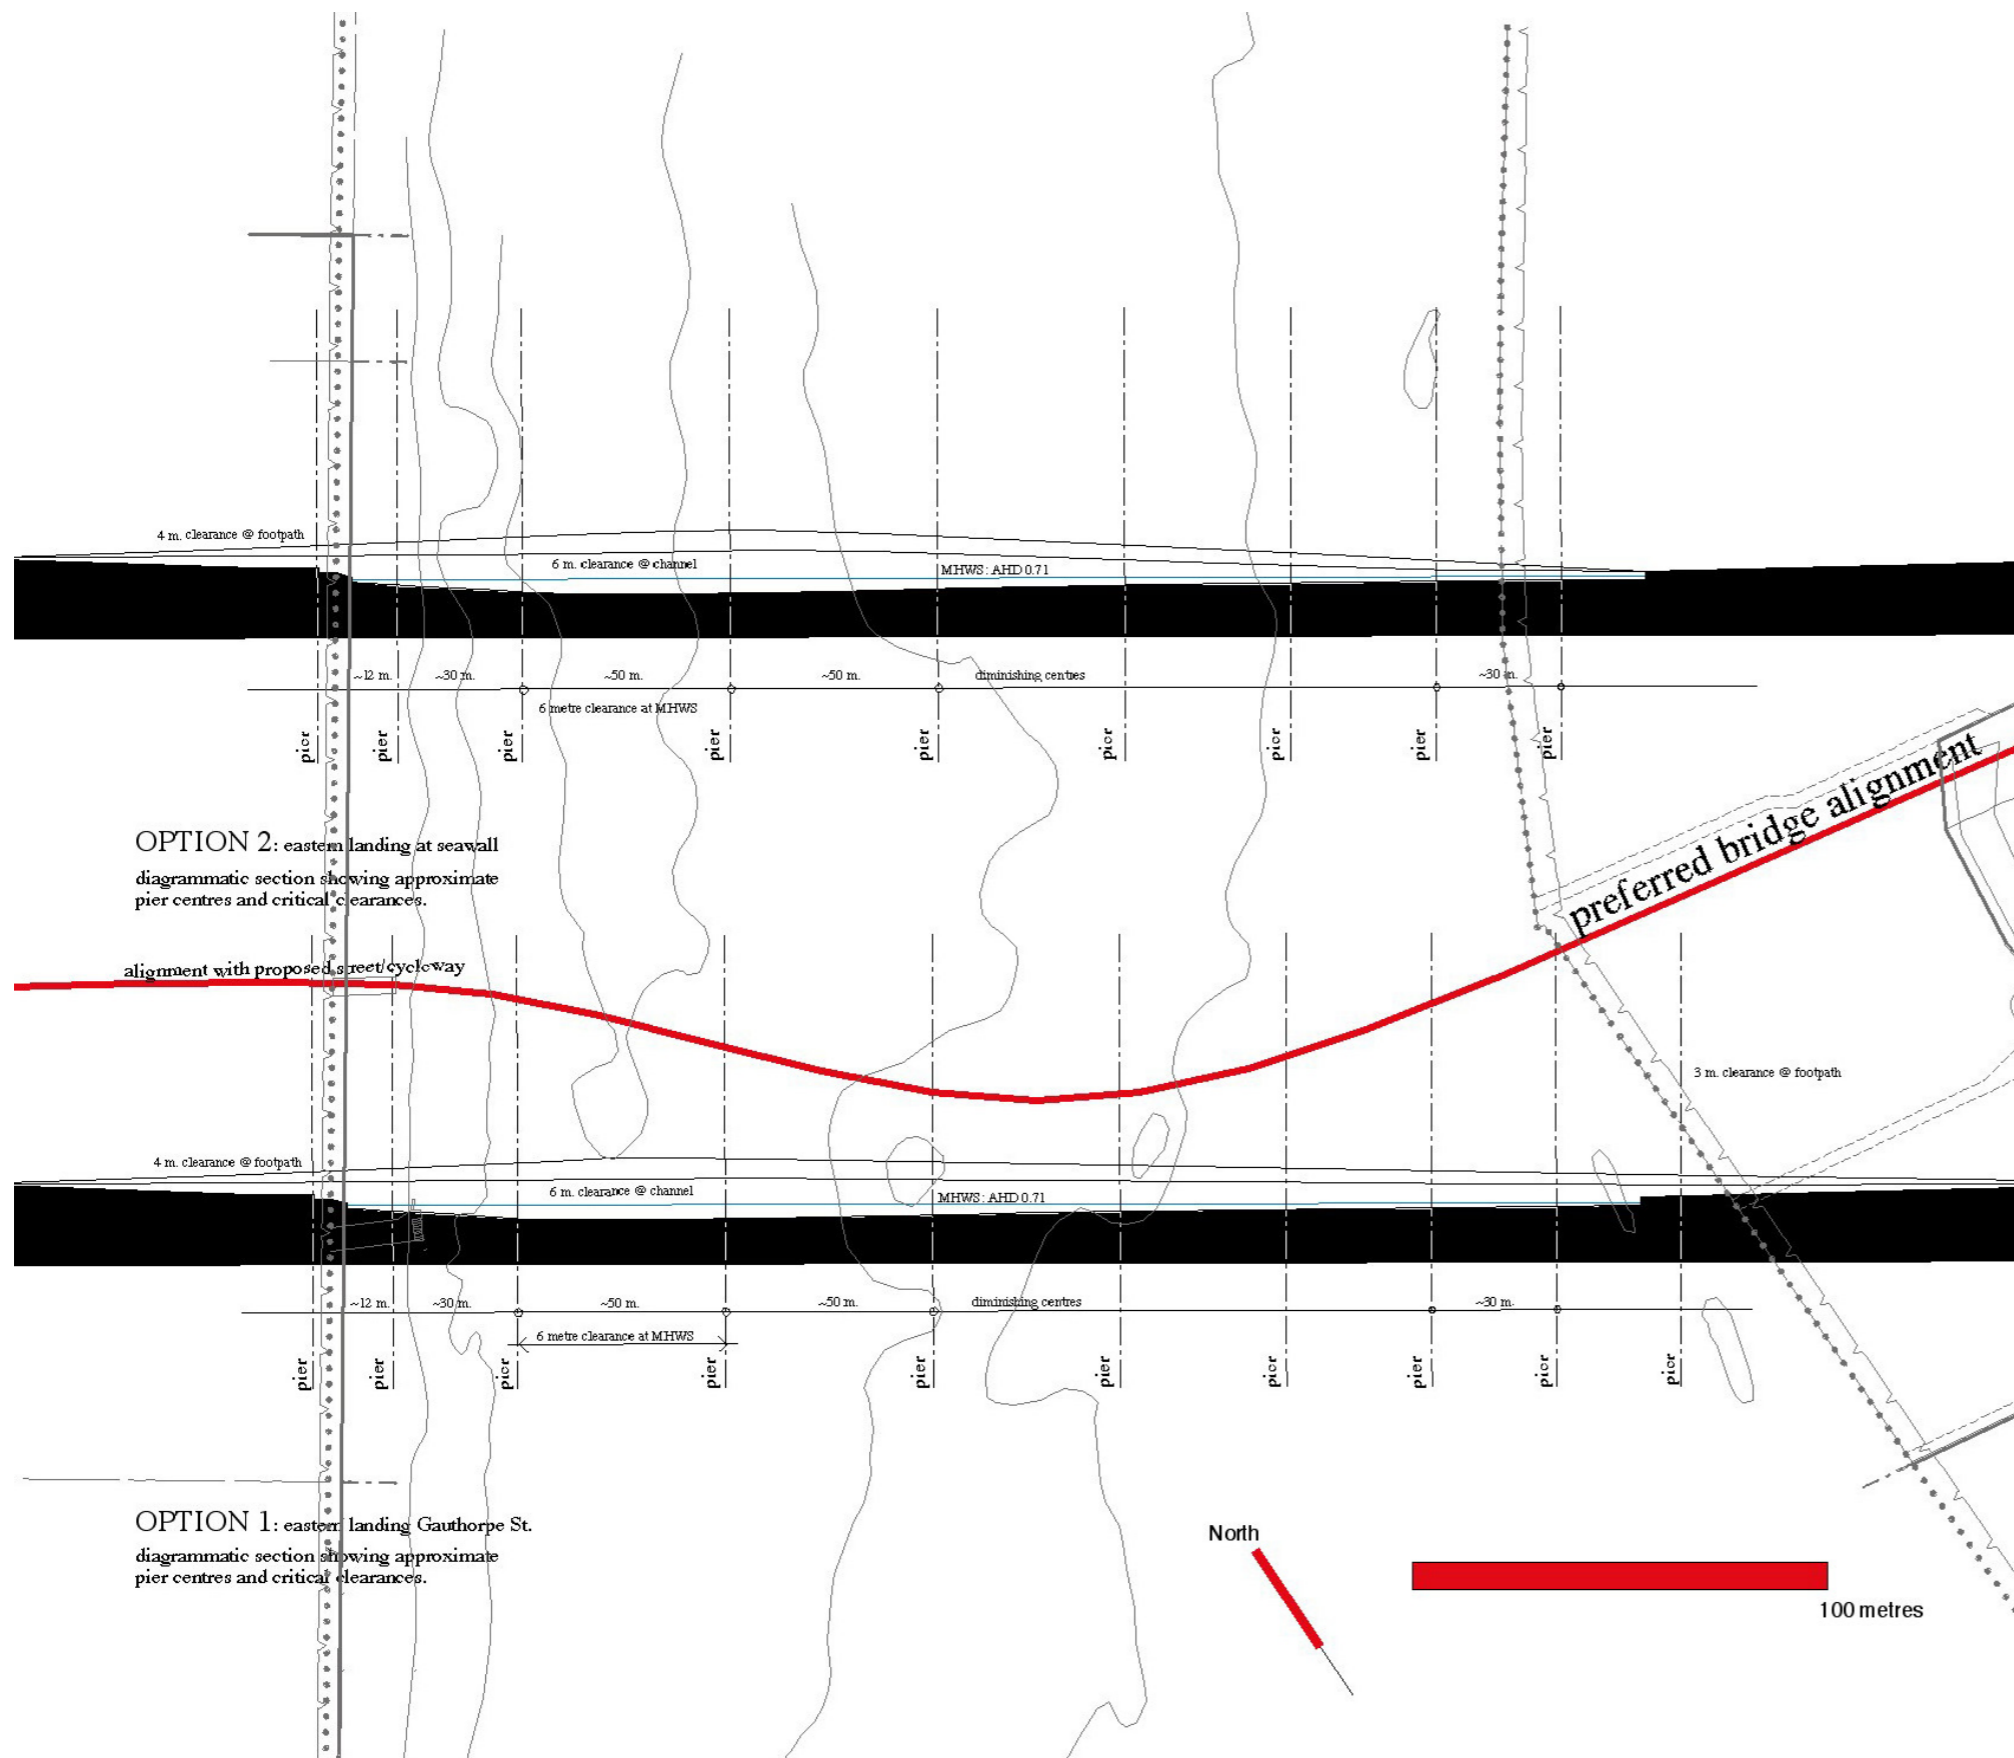 4 m. clearance @ footpath
6 m. clearance @ channel
MHWS: AHD 0.71
~12 m.
~30 m.
~50 m.
~50 m.
diminishing centres
~30 m.
6 metre clearance at MHWS
pier
pier
pier
pier
pier
pier
pier
pier
pier
preferred bridge alignment
OPTION 2: eastern landing at seawall
diagrammatic section showing approximate
pier centres and critical clearances.
alignment with proposed street/cycleway
3 m. clearance @ footpath
4 m. clearance @ footpath
6 m. clearance @ channel
MHWS: AHD 0.71
~12 m.
~30 m.
~50 m.
~50 m.
diminishing centres
~30 m.
6 metre clearance at MHWS
pier
pier
pier
pier
pier
pier
pier
pier
pier
pier
OPTION 1: eastern landing Gauthorpe St.
diagrammatic section showing approximate
pier centres and critical clearances.
North
100 metres